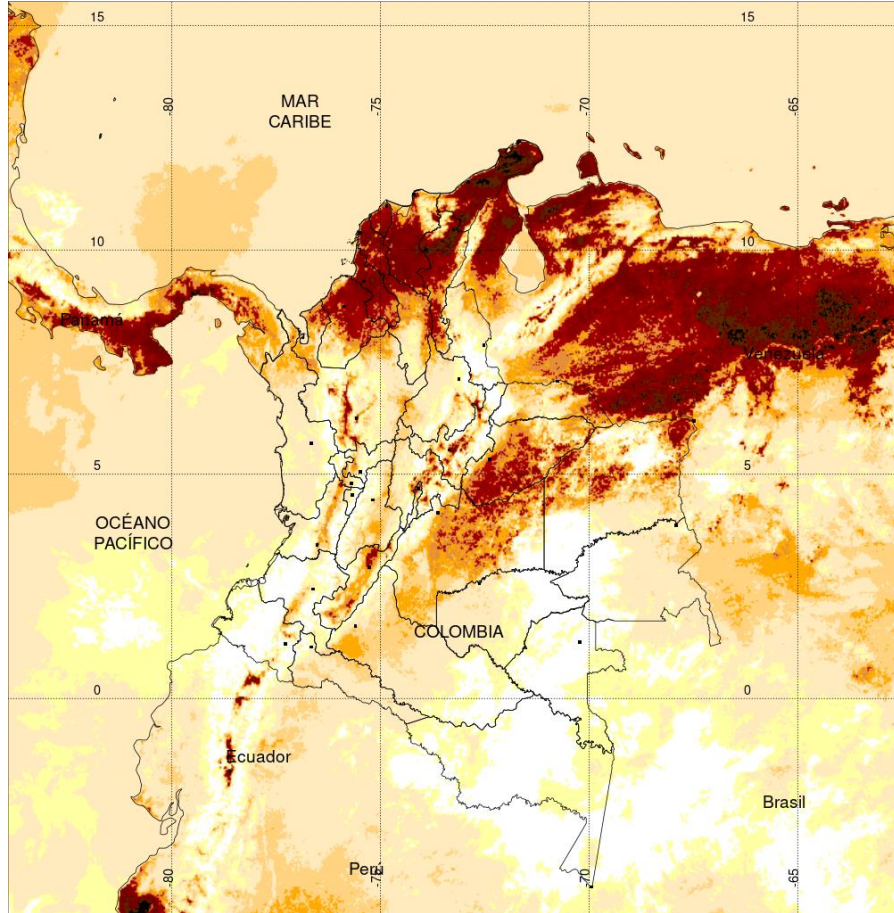 15
15
-80
-75
-70
-65
MAR
CARIBE
10
10
Panamá
Venezuela
5
5
OCÉANO
PACÍFICO
COLOMBIA
0
0
Ecuador
Brasil
Perú
-80
-75
-70
-65